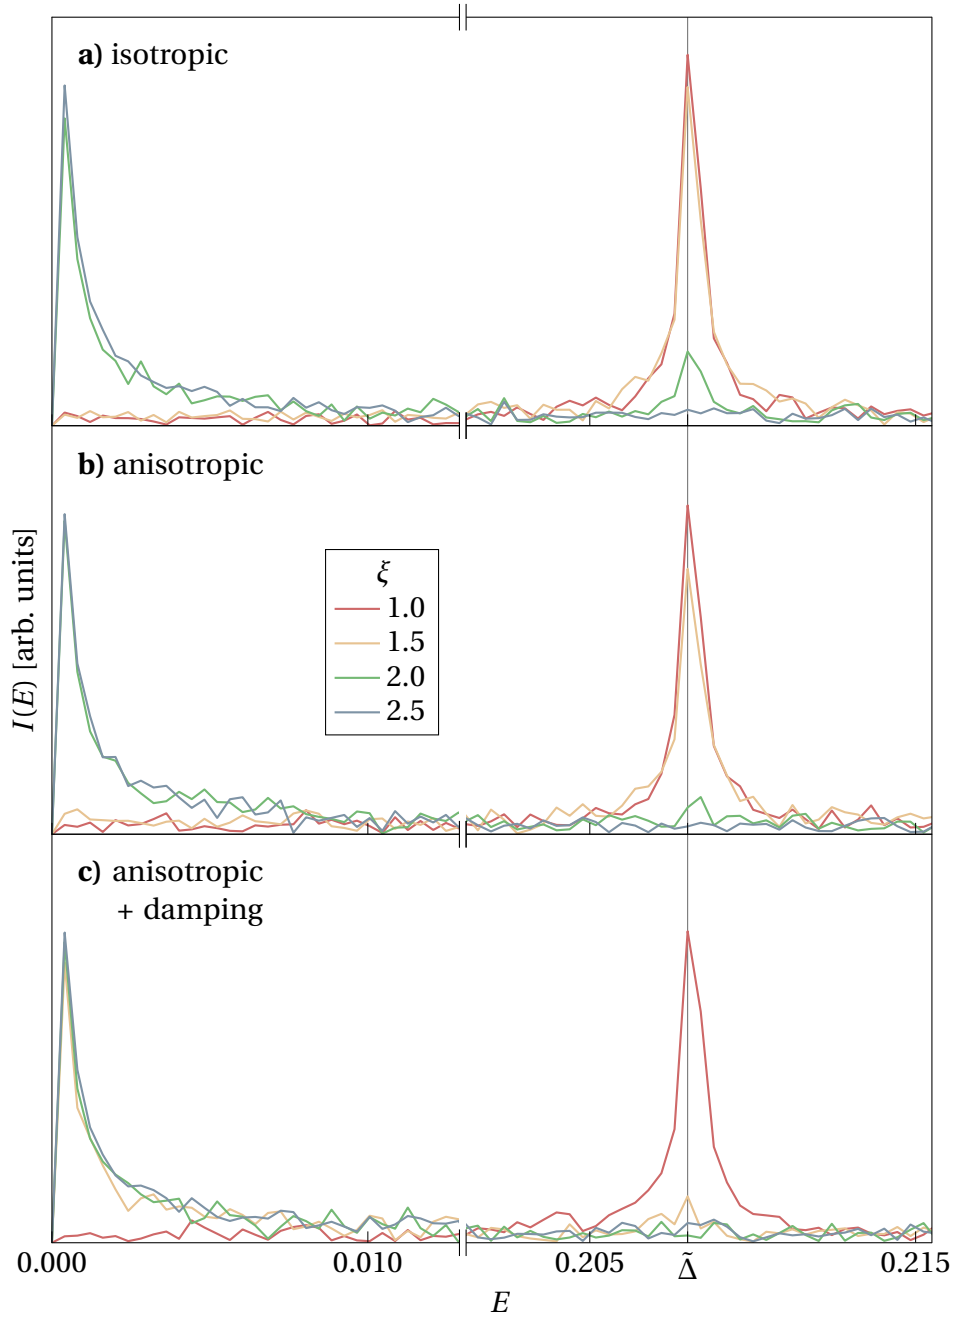 a) isotropic
b) anisotropic
I(E) [arb. units]
ξ
1.0
1.5
2.0
2.5
c) anisotropic
+ damping
0.000
0.010
0.205
Δ̃
0.215
E